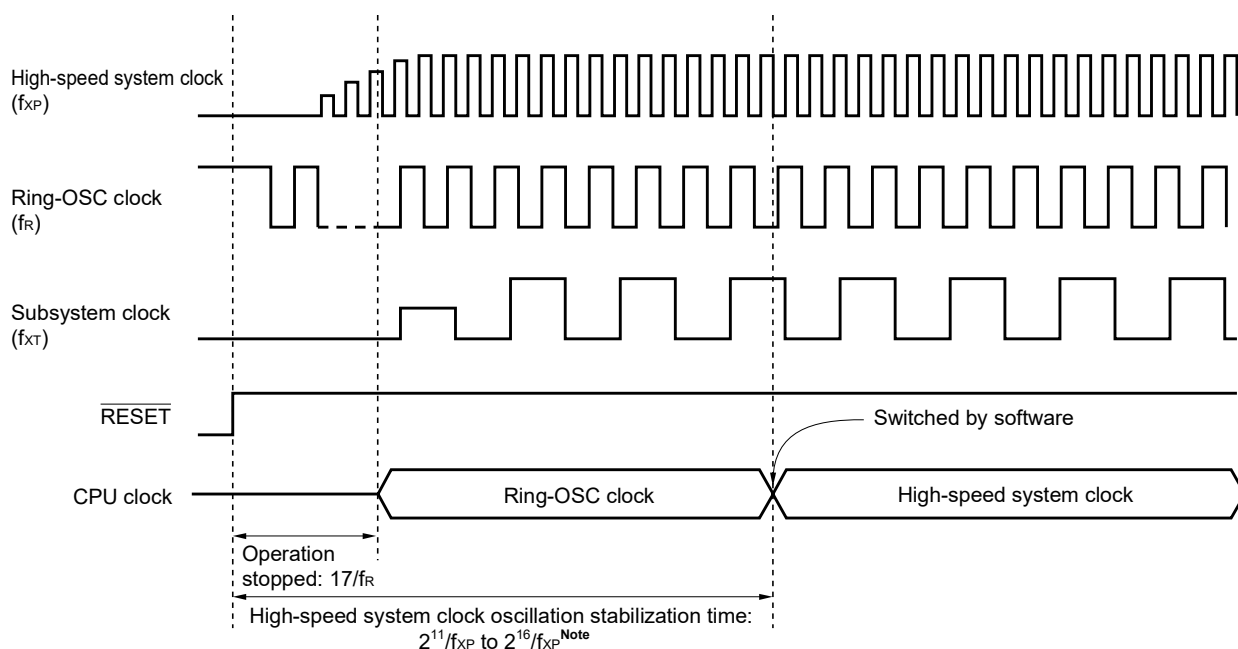 High-speed system clock
(fXP)
Ring-OSC clock
(fR)
Subsystem clock
(fXT)
RESET
Switched by software
CPU clock
Ring-OSC clock
High-speed system clock
Operation
stopped: 17/fR
High-speed system clock oscillation stabilization time:
2^11/fXP to 2^16/fXP^Note